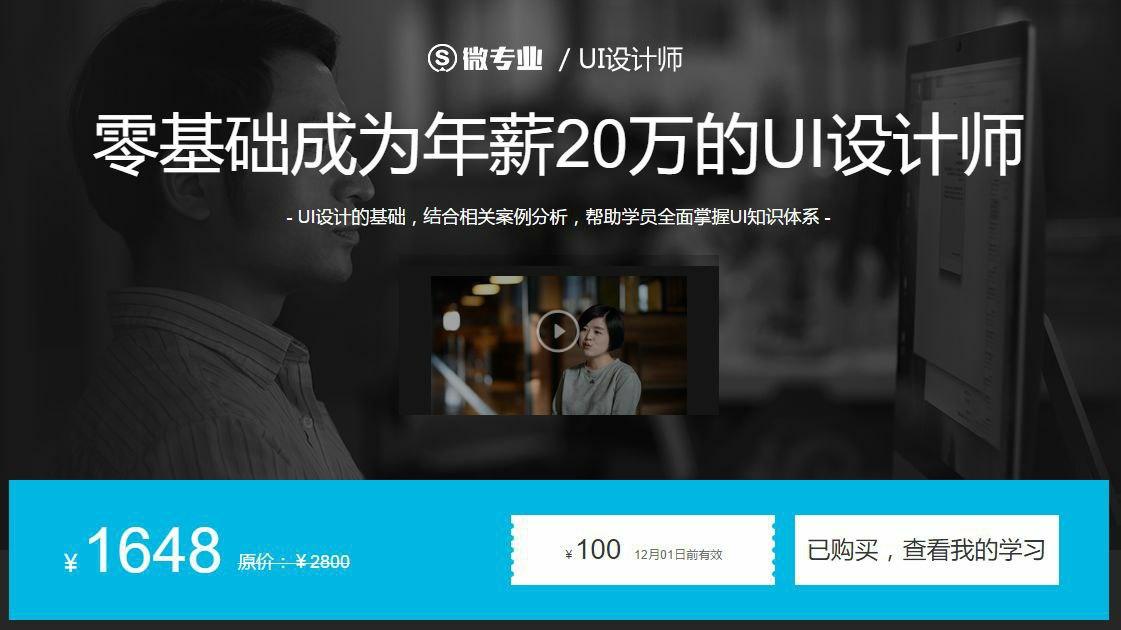 微专业 / UI设计师
零基础成为年薪20万的UI设计师
- UI设计的基础，结合相关案例分析，帮助学员全面掌握UI知识体系 -
¥1648 原价：¥2800
¥100 12月01日前有效
已购买，查看我的学习